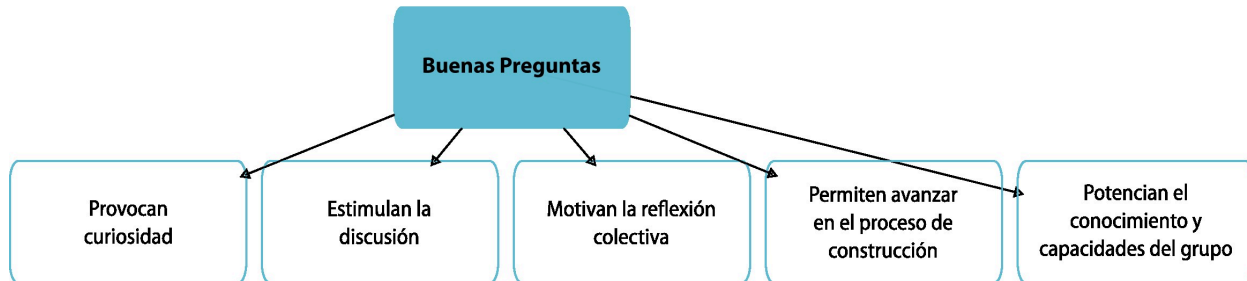 Buenas Preguntas
Provocan
curiosidad
Estimulan la
discusión
Motivan la reflexión
colectiva
Permiten avanzar
en el proceso de
construcción
Potencian el
conocimiento y
capacidades del grupo